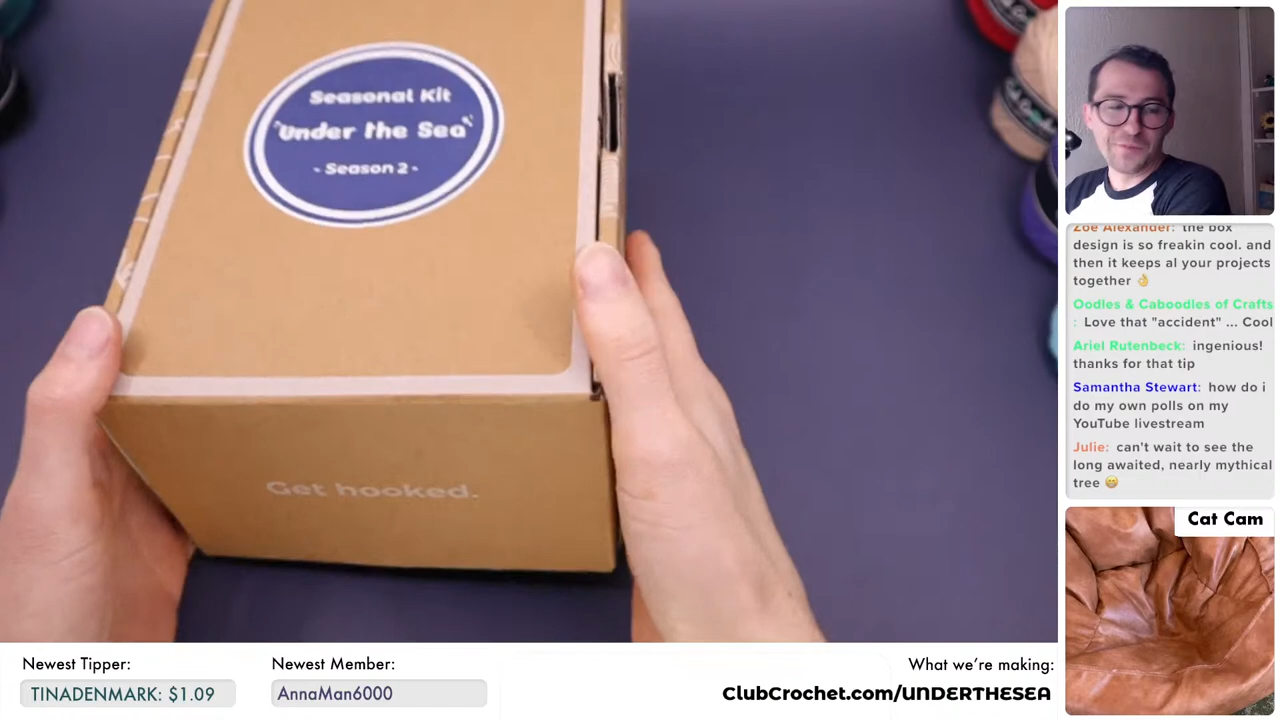 Seasonal Kit
"Under the Sea"
- Season 2 -
Get hooked.
Zoe Alexander: the box
design is so freakin cool. and
then it keeps al your projects
together 👌
Oodles & Caboodles of Crafts
: Love that "accident" ... Cool
Ariel Rutenbeck: ingenious!
thanks for that tip
Samantha Stewart: how do i
do my own polls on my
YouTube livestream
Julie: can't wait to see the
long awaited, nearly mythical
tree 😁
Cat Cam
Newest Tipper:
TINADENMARK: $1.09
Newest Member:
AnnaMan6000
What we're making:
ClubCrochet.com/UNDERTHESEA